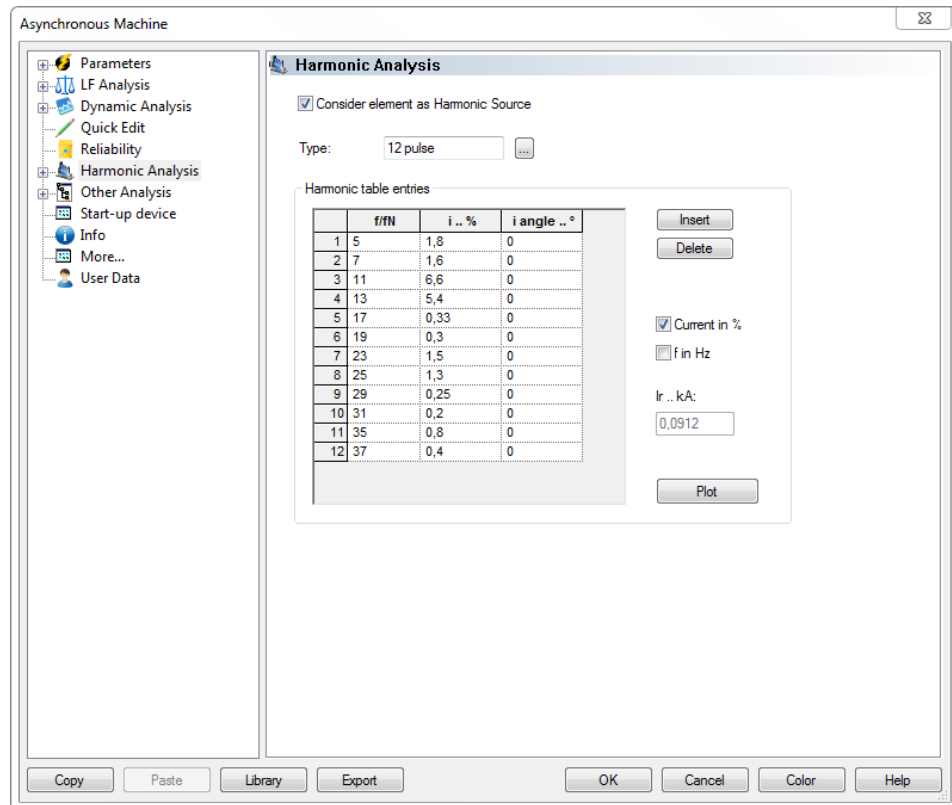 Asynchronous Machine
Parameters
LF Analysis
Dynamic Analysis
Quick Edit
Reliability
Harmonic Analysis
Other Analysis
Start-up device
Info
More...
User Data
Harmonic Analysis
Consider element as Harmonic Source
Type: 12 pulse ...
Harmonic table entries
f/fN i .. % i angle .. °
1 5 1,8 0
2 7 1,6 0
3 11 6,6 0
4 13 5,4 0
5 17 0,33 0
6 19 0,3 0
7 23 1,5 0
8 25 1,3 0
9 29 0,25 0
10 31 0,2 0
11 35 0,8 0
12 37 0,4 0
Insert
Delete
Current in %
f in Hz
Ir .. kA:
0,0912
Plot
Copy Paste Library Export OK Cancel Color Help